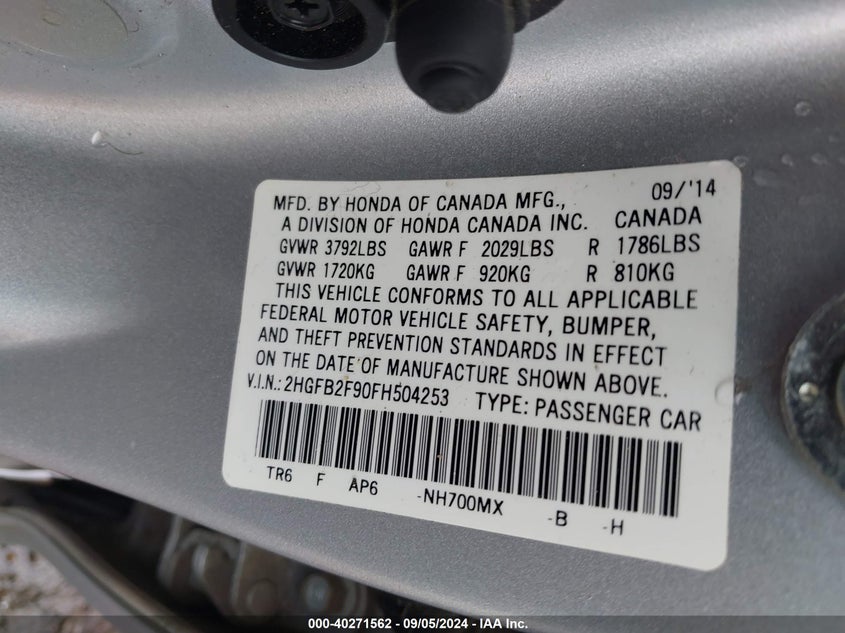 MFD. BY HONDA OF CANADA MFG., 09/'14
A DIVISION OF HONDA CANADA INC. CANADA
GVWR 3792LBS GAWR F 2029LBS R 1786LBS
GVWR 1720KG GAWR F 920KG R 810KG
THIS VEHICLE CONFORMS TO ALL APPLICABLE
FEDERAL MOTOR VEHICLE SAFETY, BUMPER,
AND THEFT PREVENTION STANDARDS IN EFFECT
ON THE DATE OF MANUFACTURE SHOWN ABOVE.
V.I.N.: 2HGFB2F90FH504253 TYPE: PASSENGER CAR
TR6 F AP6 -NH700MX -B -H
000-40271562 - 09/05/2024 - IAA Inc.